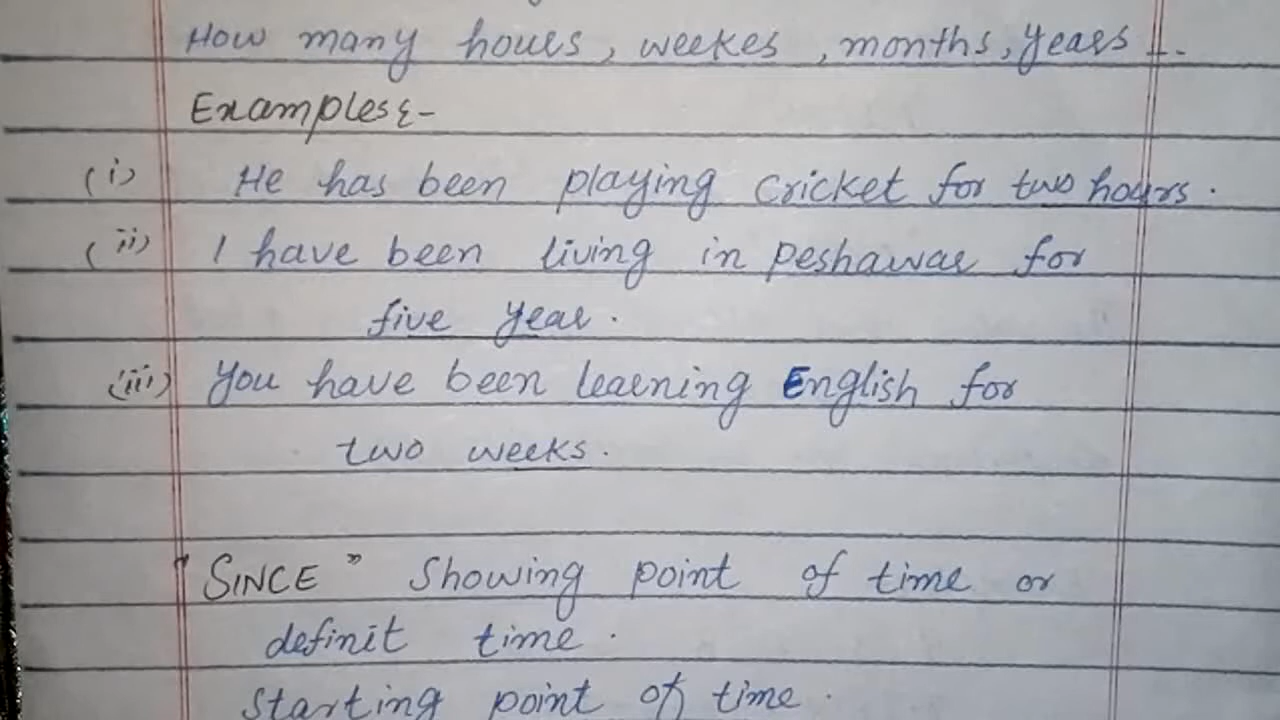 How many hours, weekes, months, years -.
Examples:-
(i) He has been playing cricket for two hours.
(ii) I have been living in peshawar for
five year.
(iii) You have been learning English for
two weeks.
"SINCE" Showing point of time or
definit time.
Starting point of time.